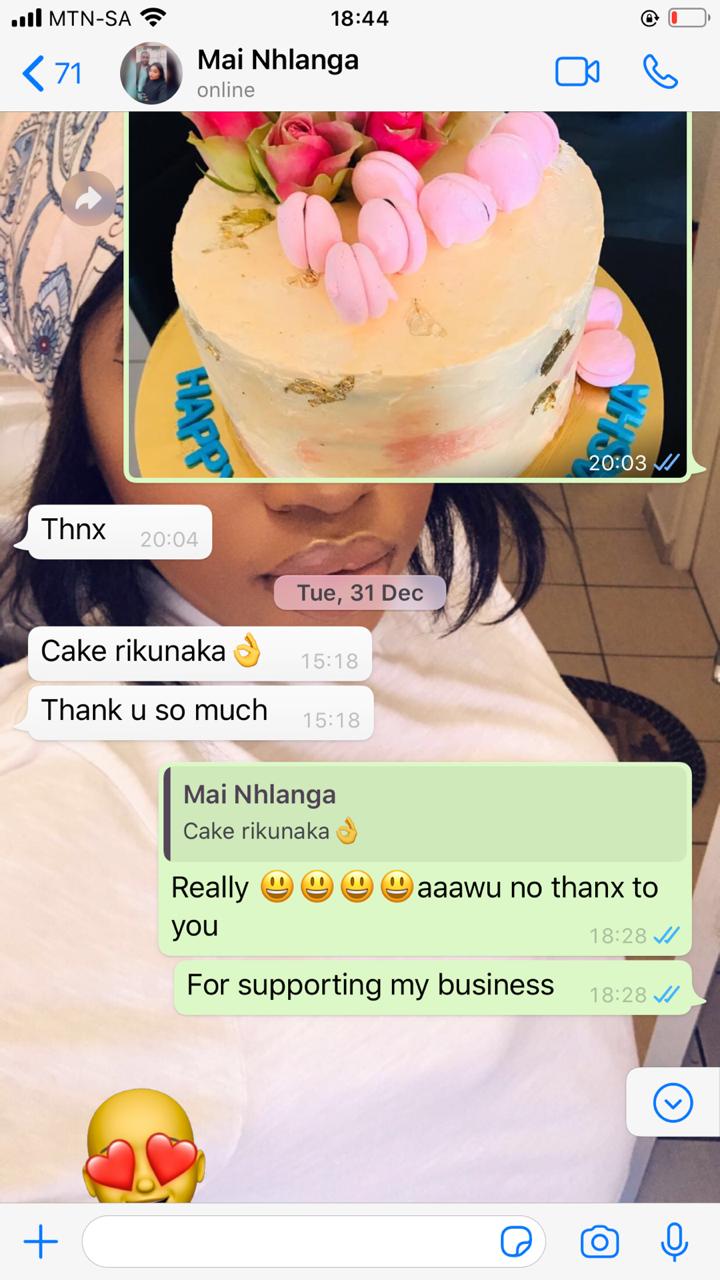 MTN-SA 18:44
71 Mai Nhlanga
online
HAPPY
ASHA
20:03
Thnx 20:04
Tue, 31 Dec
Cake rikunaka👌 15:18
Thank u so much 15:18
Mai Nhlanga
Cake rikunaka👌
Really 😃😃😃😃aaawu no thanx to
you 18:28
For supporting my business 18:28